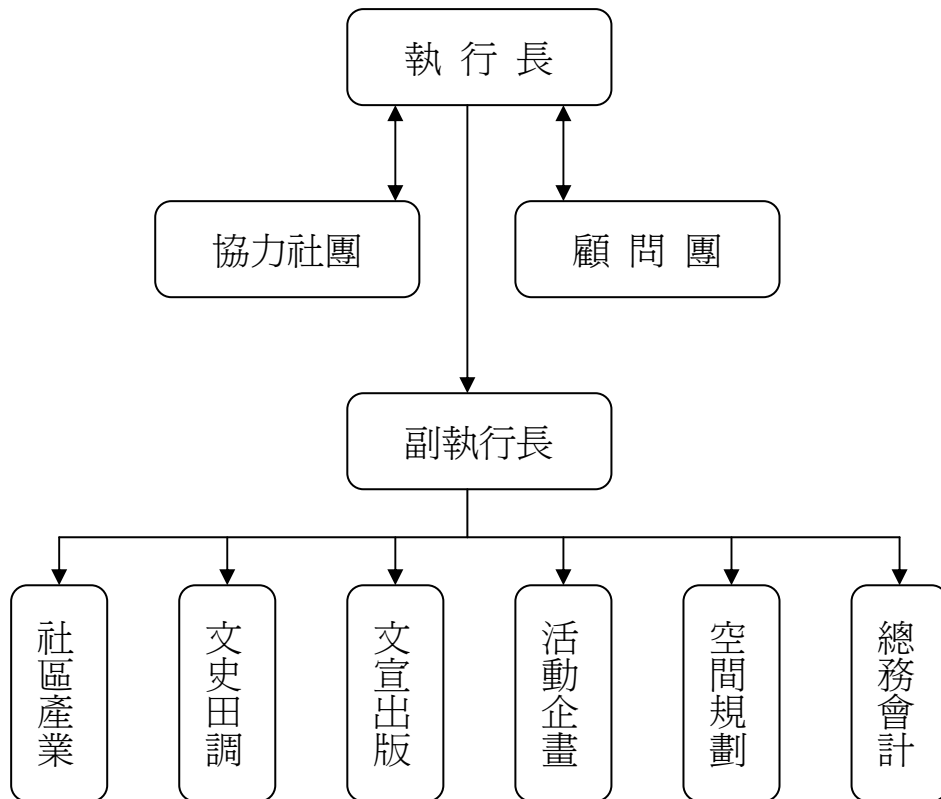 執行長
協力社團
顧問團
副執行長
社區產業
文史田調
文宣出版
活動企畫
空間規劃
總務會計